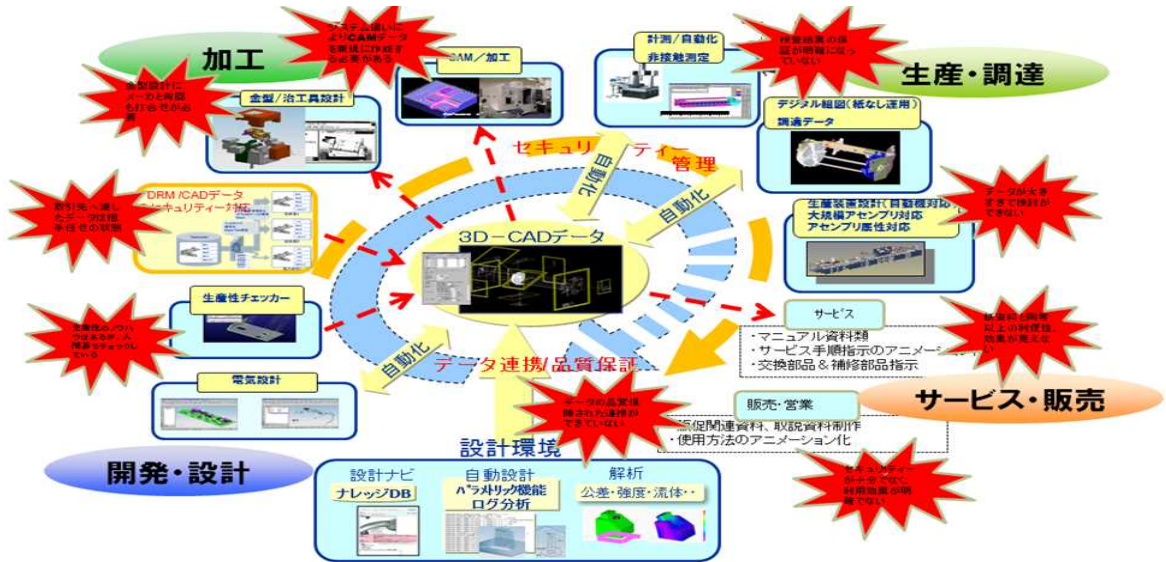 加工
システム違いに
よりCAMデータ
を新規に作成す
る必要がある
CAM／加工
計測/自動化
非接触測定
検査結果の保
証が明確になっ
ていない
生産・調達
金型設計に
メーカと何回
も打合せが必
要
金型/治工具設計
デジタル組図(紙なし運用)
調達データ
セキュリティー
管理
自動化
自動化
DRM/CADデータ
セキュリティー対応
取引先へ渡し
たデータは相
手任せの状態
3D－CADデータ
生産装置設計(自動機対応)
大規模アセンブリ対応
アセンブリ属性対応
データが大き
すぎて検討が
できない
生産性チェッカー
生産性のノウハ
ウはあるが、人
間系でチェックし
ている
サービス
・マニュアル資料類
・サービス手順指示のアニメーション
・交換部品＆補修部品指示
以上の利便性、
効果が見えな
い
自動化
データ連携/品質保証
電気設計
データの品質保
障された連携が
できていない
販売・営業
販促関連資料、取説資料制作
・使用方法のアニメーション化
サービス・販売
開発・設計
設計環境
設計ナビ
ナレッジDB
自動設計
パラメトリック機能
ログ分析
解析
公差・強度・流体・・
セキュリティー
が十分でなく、
利用効果が明
確でない